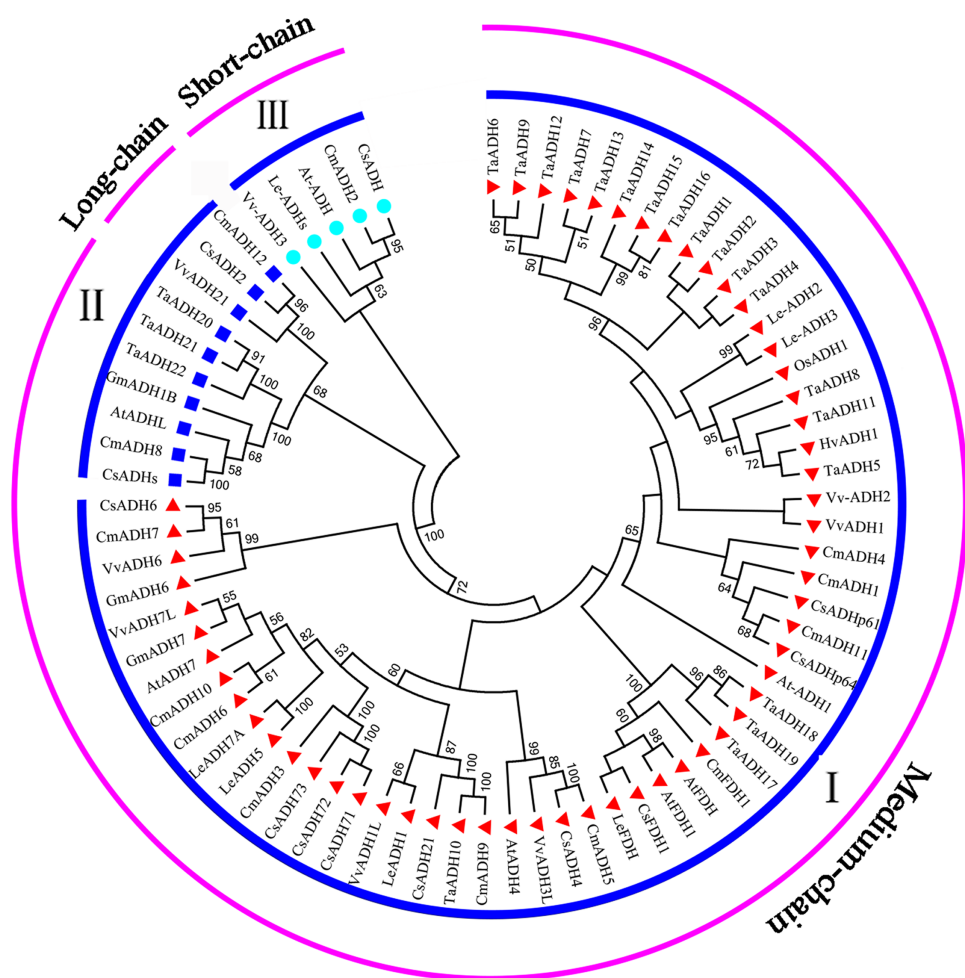 Short-chain
Long-chain
Medium-chain
III
II
I
TaADH6
TaADH9
TaADH12
TaADH7
TaADH13
TaADH14
TaADH15
TaADH16
TaADH1
TaADH2
TaADH3
TaADH4
Le-ADH2
Le-ADH3
OsADH1
TaADH8
TaADH11
HvADH1
TaADH5
Vv-ADH2
VvADH1
CmADH4
CmADH1
CsADHp61
CmADH11
CsADHp64
At-ADH1
TaADH18
TaADH19
TaADH17
CmFDH1
AtFDH
AtFDH1
CsFDH1
LeFDH
CmADH5
CsADH4
VvADH3L
AtADH4
CmADH9
TaADH10
CsADH21
LeADH1
VvADH1L
CsADH71
CsADH72
CsADH73
CmADH3
LeADH5
LeADH7A
CmADH6
CmADH10
AtADH7
GmADH7
VvADH7L
GmADH6
VvADH6
CmADH7
CsADH6
CsADHs
CmADH8
AtADHL
GmADH1B
TaADH22
TaADH21
TaADH20
VvADH21
CsADH2
CmADH12
Vv-ADH3
Le-ADHs
At-ADH
CmADH2
CsADH
65
51
50
51
99
81
96
99
95
61
72
64
68
65
86
96
100
60
98
100
85
99
100
100
87
66
60
53
82
100
100
100
56
61
55
99
61
95
72
100
100
58
68
100
100
91
68
100
96
63
95